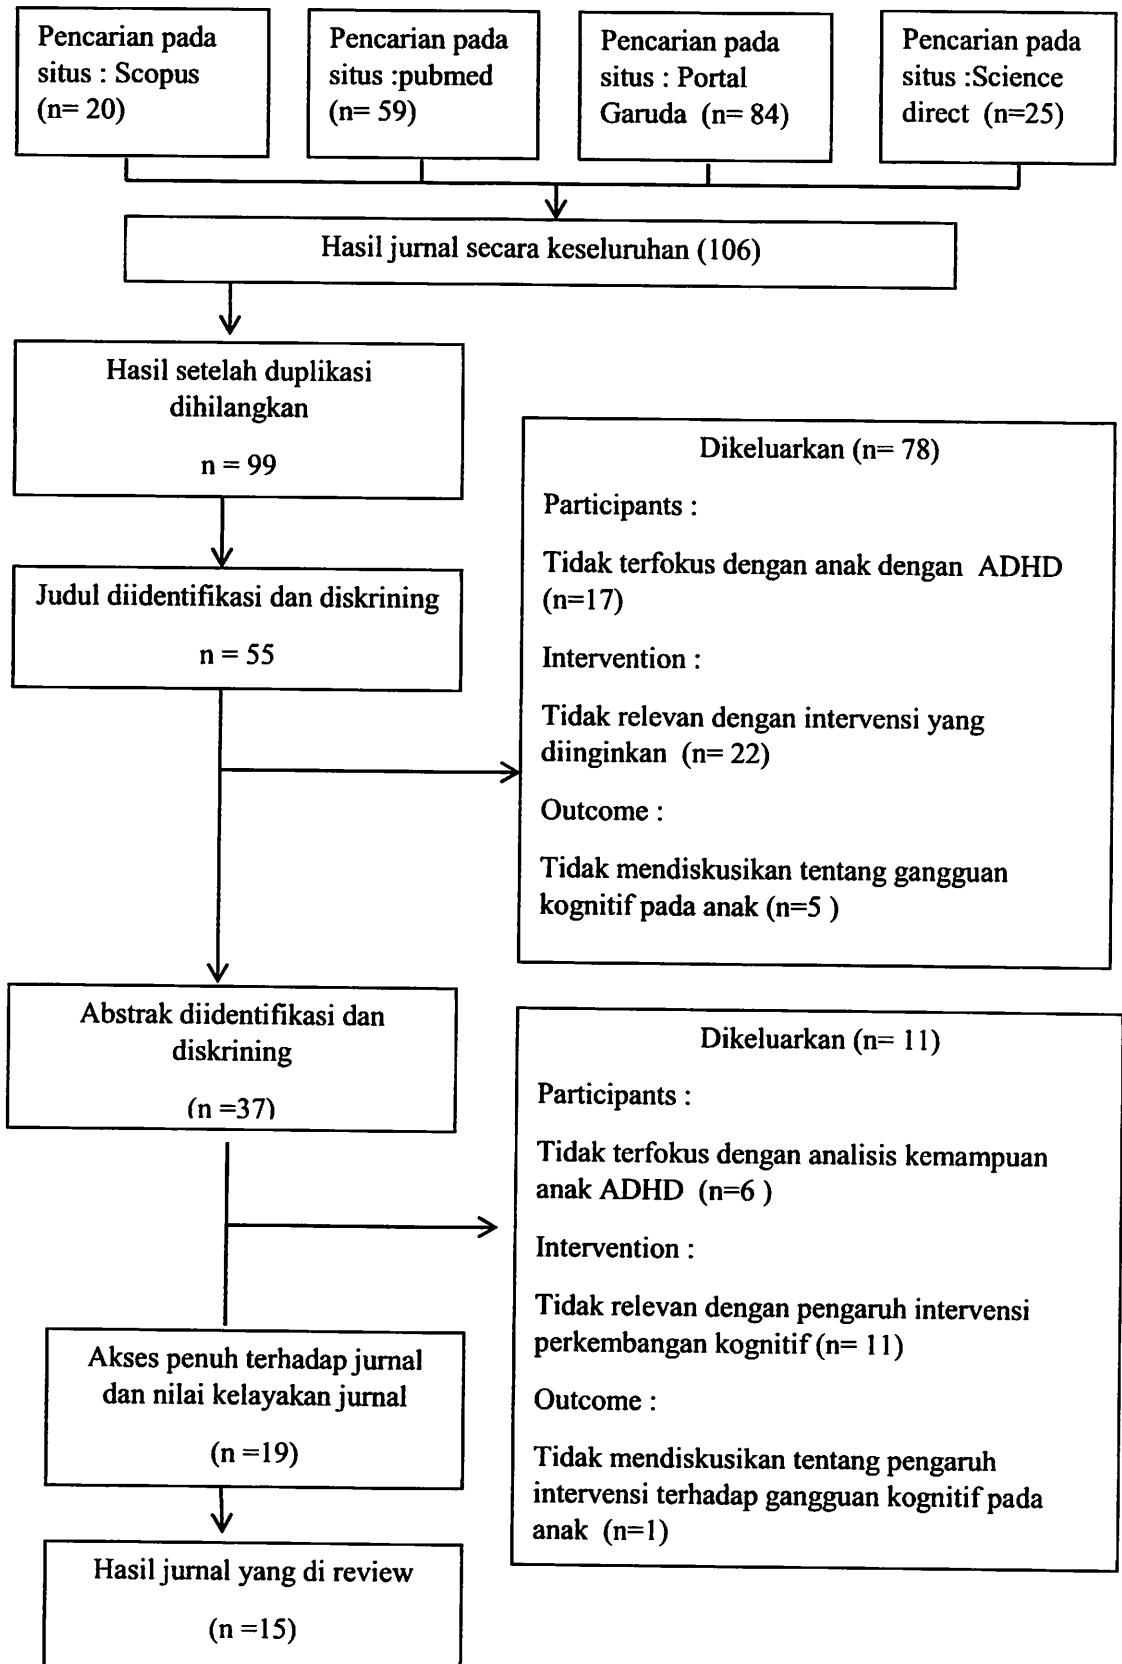 Pencarian pada
situs : Scopus
(n= 20)
Pencarian pada
situs :pubmed
(n= 59)
Pencarian pada
situs : Portal
Garuda (n= 84)
Pencarian pada
situs :Science
direct (n=25)
Hasil jurnal secara keseluruhan (106)
Hasil setelah duplikasi
dihilangkan
n = 99
Judul diidentifikasi dan diskrining
n = 55
Dikeluarkan (n= 78)
Participants :
Tidak terfokus dengan anak dengan ADHD
(n=17)
Intervention :
Tidak relevan dengan intervensi yang
diinginkan (n= 22)
Outcome :
Tidak mendiskusikan tentang gangguan
kognitif pada anak (n=5 )
Abstrak diidentifikasi dan
diskrining
(n =37)
Dikeluarkan (n= 11)
Participants :
Tidak terfokus dengan analisis kemampuan
anak ADHD (n=6 )
Intervention :
Tidak relevan dengan pengaruh intervensi
perkembangan kognitif (n= 11)
Outcome :
Tidak mendiskusikan tentang pengaruh
intervensi terhadap gangguan kognitif pada
anak (n=1)
Akses penuh terhadap jurnal
dan nilai kelayakan jurnal
(n =19)
Hasil jurnal yang di review
(n =15)